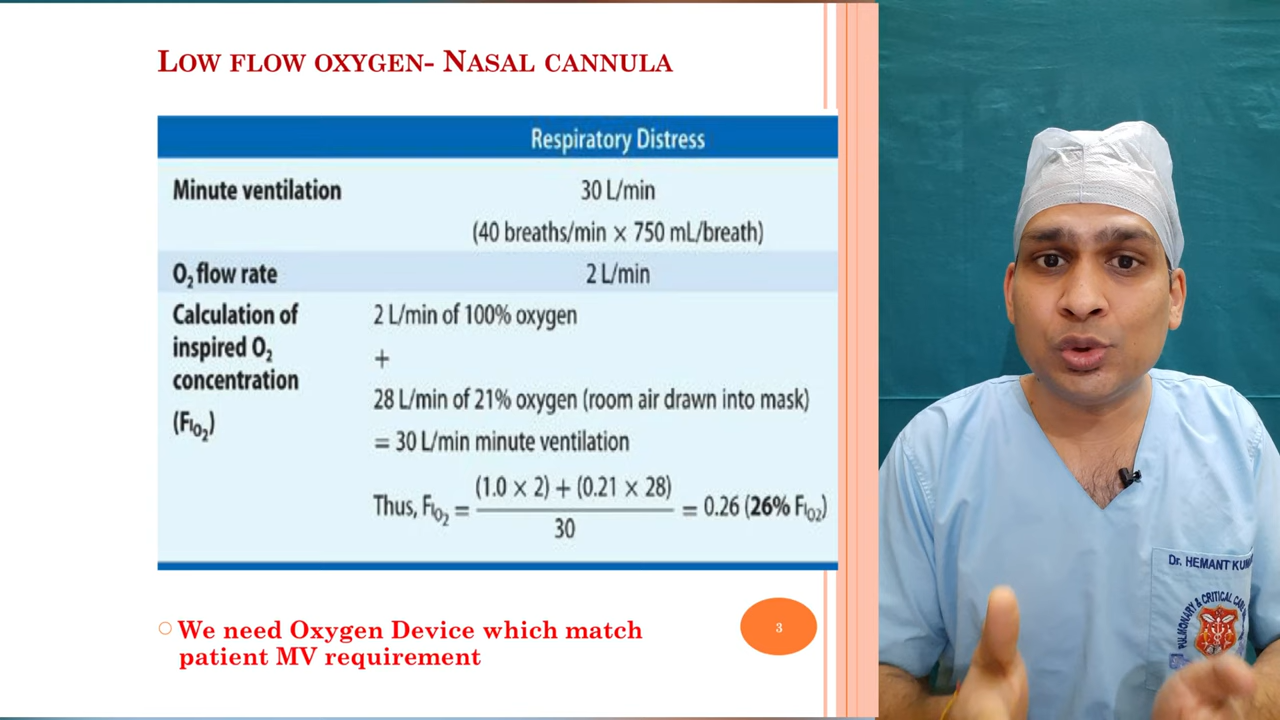 LOW FLOW OXYGEN- NASAL CANNULA
Respiratory Distress
Minute ventilation
30 L/min
(40 breaths/min × 750 mL/breath)
O₂ flow rate
2 L/min
Calculation of
inspired O₂
concentration
(FIO₂)
2 L/min of 100% oxygen
+
28 L/min of 21% oxygen (room air drawn into mask)
= 30 L/min minute ventilation
Thus, FIO₂ = (1.0 × 2) + (0.21 × 28) / 30 = 0.26 (26% FIO₂)
We need Oxygen Device which match
patient MV requirement
3
Dr. HEMANT
PULMONARY & CRITICAL